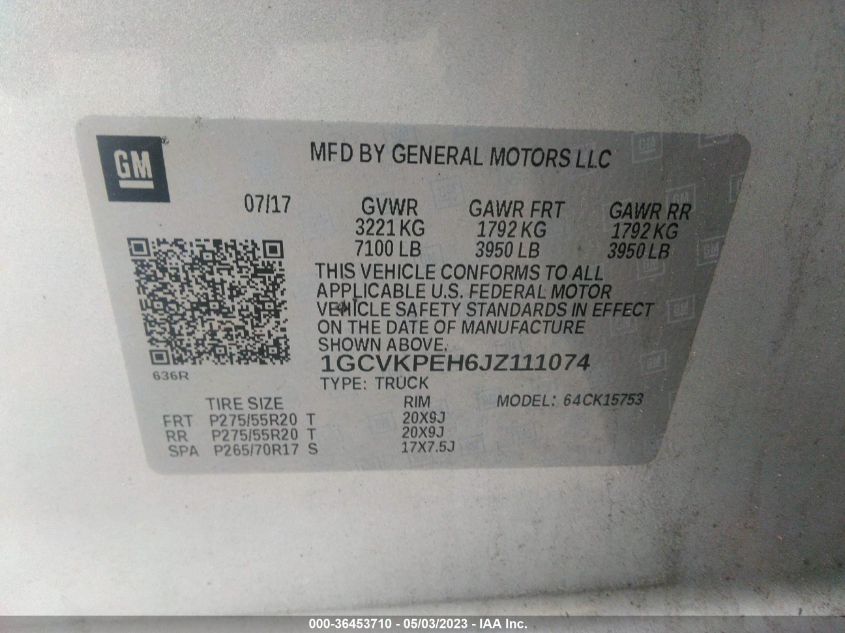 GM
MFD BY GENERAL MOTORS LLC
07/17 GVWR GAWR FRT GAWR RR
3221 KG 1792 KG 1792 KG
7100 LB 3950 LB 3950 LB
THIS VEHICLE CONFORMS TO ALL
APPLICABLE U.S. FEDERAL MOTOR
VEHICLE SAFETY STANDARDS IN EFFECT
ON THE DATE OF MANUFACTURE
SHOWN ABOVE.
1GCVKPEH6JZ111074
636R
TYPE: TRUCK
TIRE SIZE RIM MODEL: 64CK15753
FRT P275/55R20 T 20X9J
RR P275/55R20 T 20X9J
SPA P265/70R17 S 17X7.5J
000-36453710 - 05/03/2023 - IAA Inc.